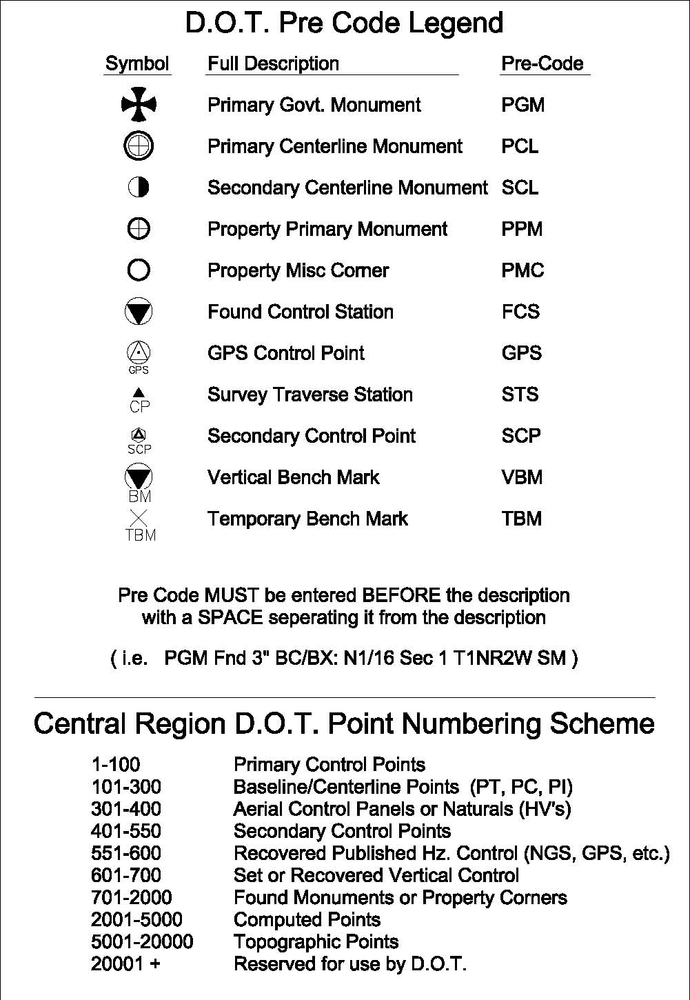 D.O.T. Pre Code Legend
Symbol Full Description Pre-Code
Primary Govt. Monument PGM
Primary Centerline Monument PCL
Secondary Centerline Monument SCL
Property Primary Monument PPM
Property Misc Corner PMC
Found Control Station FCS
GPS Control Point GPS
GPS
Survey Traverse Station STS
CP
Secondary Control Point SCP
SCP
Vertical Bench Mark VBM
BM
Temporary Bench Mark TBM
TBM
Pre Code MUST be entered BEFORE the description
with a SPACE seperating it from the description
( i.e. PGM Fnd 3" BC/BX: N1/16 Sec 1 T1NR2W SM )
Central Region D.O.T. Point Numbering Scheme
1-100 Primary Control Points
101-300 Baseline/Centerline Points (PT, PC, PI)
301-400 Aerial Control Panels or Naturals (HV's)
401-550 Secondary Control Points
551-600 Recovered Published Hz. Control (NGS, GPS, etc.)
601-700 Set or Recovered Vertical Control
701-2000 Found Monuments or Property Corners
2001-5000 Computed Points
5001-20000 Topographic Points
20001 + Reserved for use by D.O.T.